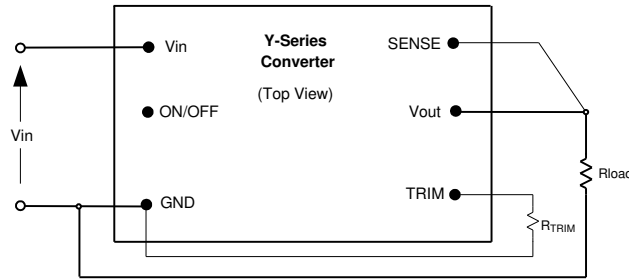 Y-Series
Converter
(Top View)
Vin
SENSE
ON/OFF
Vout
Vin
Rload
GND
TRIM
RTRIM